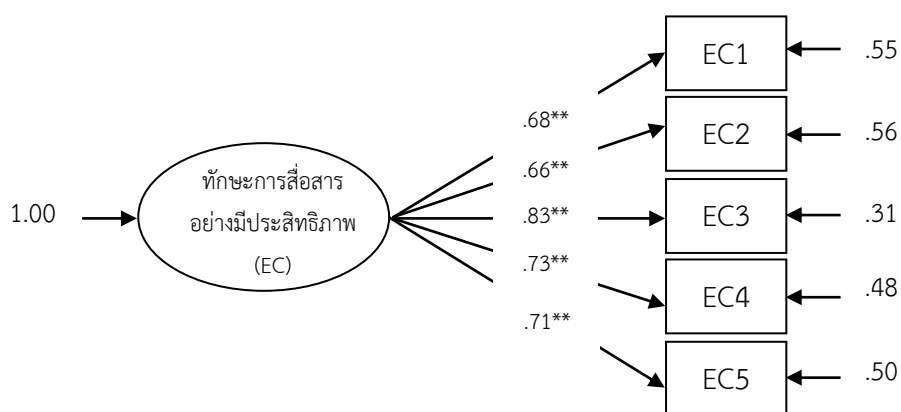 EC1
.55
.68**
EC2
.56
ทักษะการสื่อสาร
.66**
1.00
อย่างมีประสิทธิภาพ
.83**
EC3
.31
(EC)
.73**
EC4
.48
.71**
EC5
.50